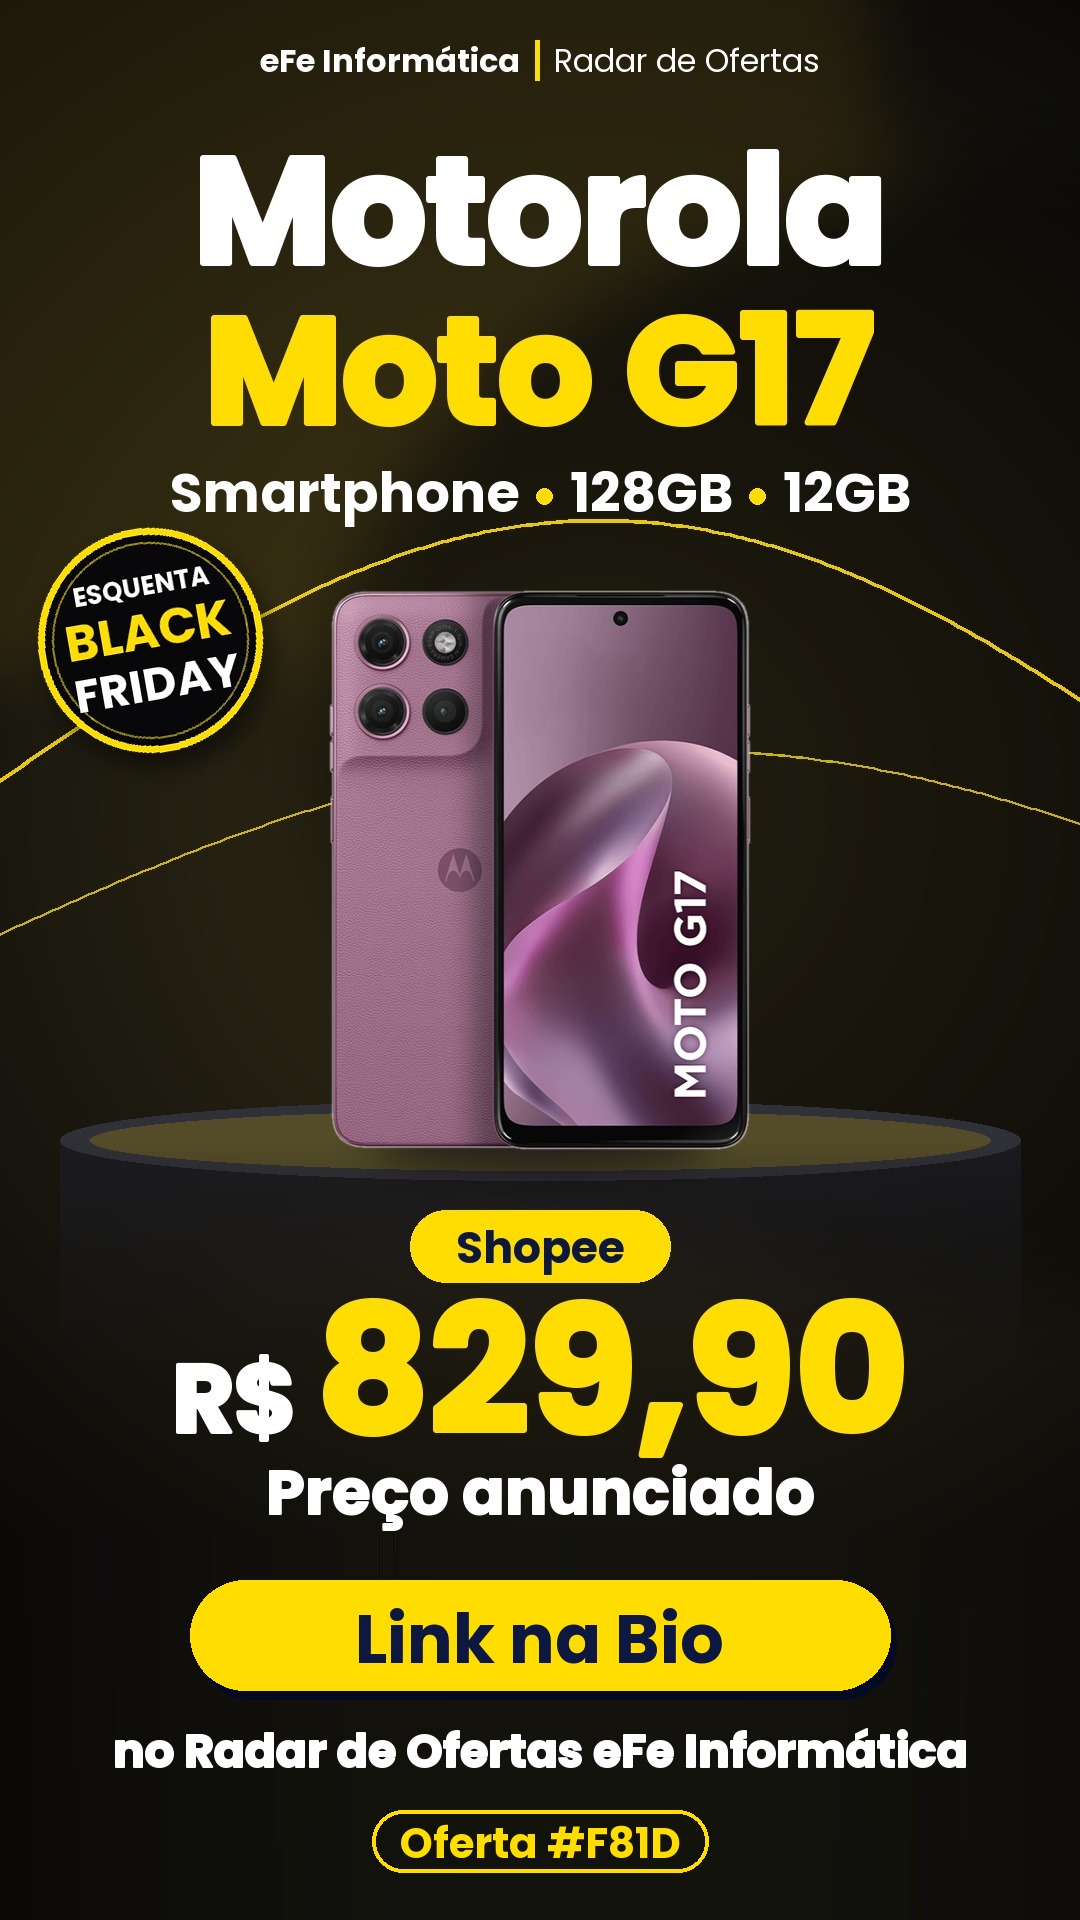 eFe Informática | Radar de Ofertas
Motorola
Moto G17
Smartphone • 128GB • 12GB
ESQUENTA
BLACK
FRIDAY
MOTO G17
Shopee
R$ 829,90
Preço anunciado
Link na Bio
no Radar de Ofertas eFe Informática
Oferta #F81D